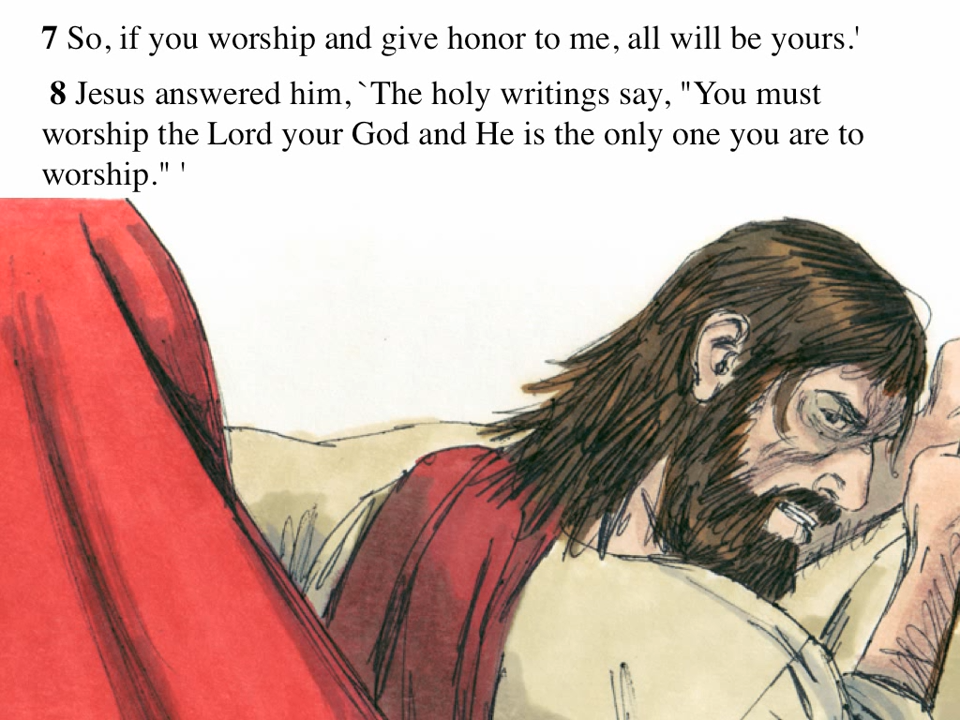 7 So, if you worship and give honor to me, all will be yours.'
8 Jesus answered him, `The holy writings say, "You must
worship the Lord your God and He is the only one you are to
worship." '